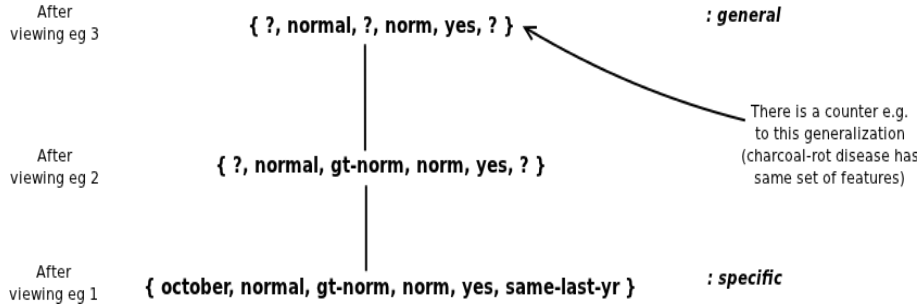 After
viewing eg 3
{ ?, normal, ?, norm, yes, ? }
: general
There is a counter e.g.
to this generalization
(charcoal-rot disease has
same set of features)
After
viewing eg 2
{ ?, normal, gt-norm, norm, yes, ? }
After
viewing eg 1
{ october, normal, gt-norm, norm, yes, same-last-yr }
: specific